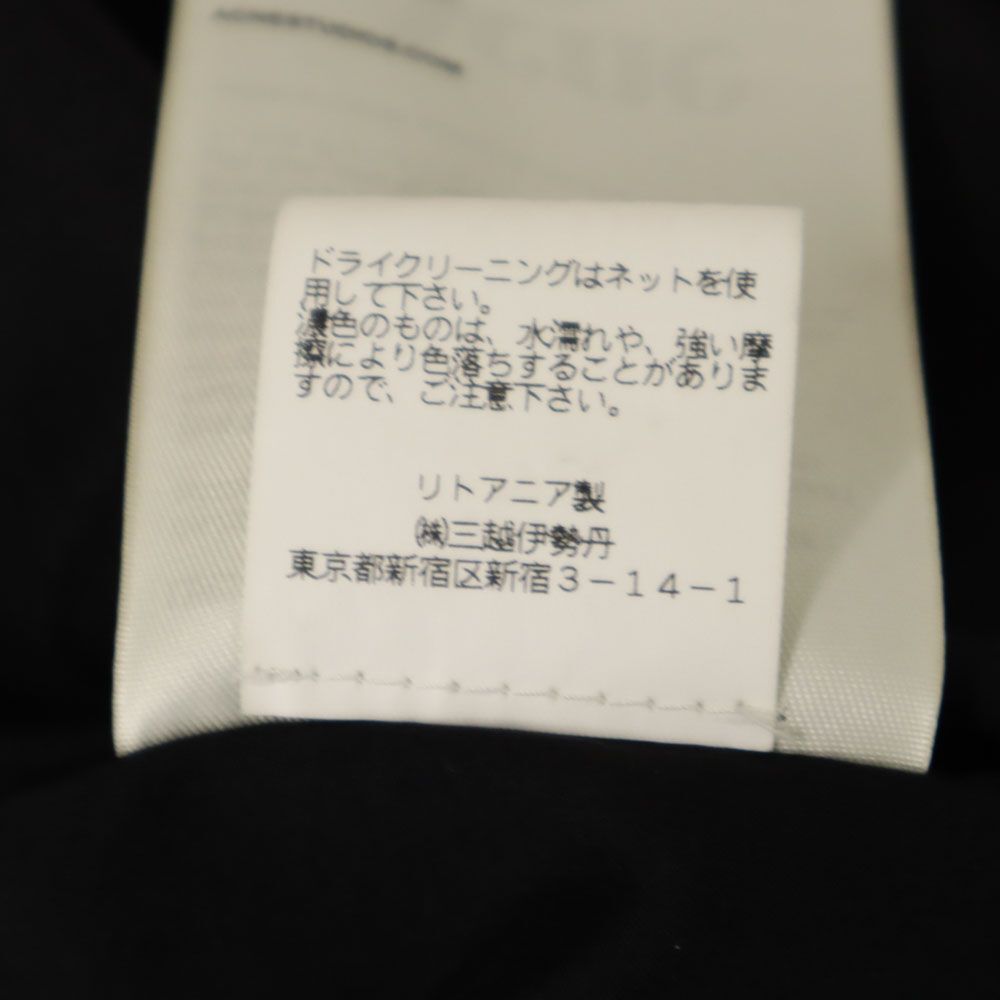 ACNESTUDIOS.COM
ドライクリーニングはネットを使
用して下さい。
濃色のものは、水濡れや、強い摩
擦により色落ちすることがありま
すので、ご注意下さい。
リトアニア製
㈱三越伊勢丹
東京都新宿区新宿３－１４－１